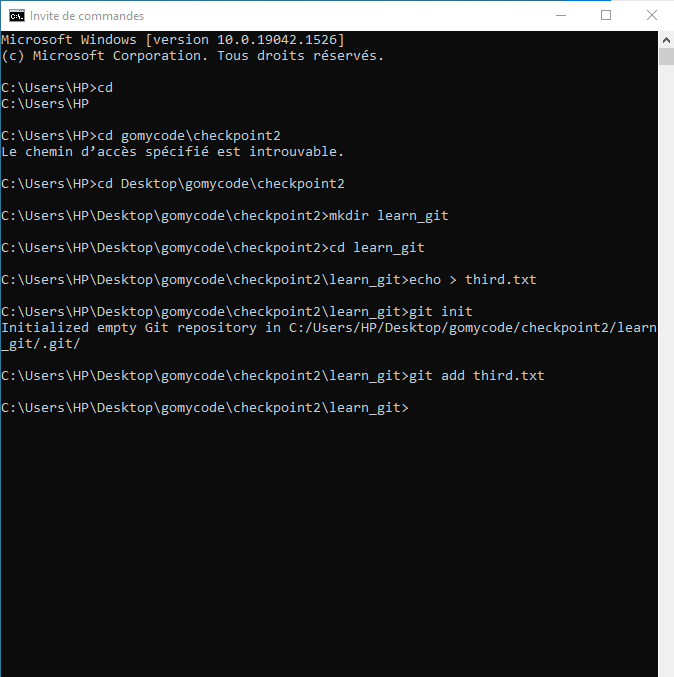 Invite de commandes
Microsoft Windows [version 10.0.19042.1526]
(c) Microsoft Corporation. Tous droits réservés.
C:\Users\HP>cd
C:\Users\HP
C:\Users\HP>cd gomycode\checkpoint2
Le chemin d’accès spécifié est introuvable.
C:\Users\HP>cd Desktop\gomycode\checkpoint2
C:\Users\HP\Desktop\gomycode\checkpoint2>mkdir learn_git
C:\Users\HP\Desktop\gomycode\checkpoint2>cd learn_git
C:\Users\HP\Desktop\gomycode\checkpoint2\learn_git>echo > third.txt
C:\Users\HP\Desktop\gomycode\checkpoint2\learn_git>git init
Initialized empty Git repository in C:/Users/HP/Desktop/gomycode/checkpoint2/learn
_git/.git/
C:\Users\HP\Desktop\gomycode\checkpoint2\learn_git>git add third.txt
C:\Users\HP\Desktop\gomycode\checkpoint2\learn_git>